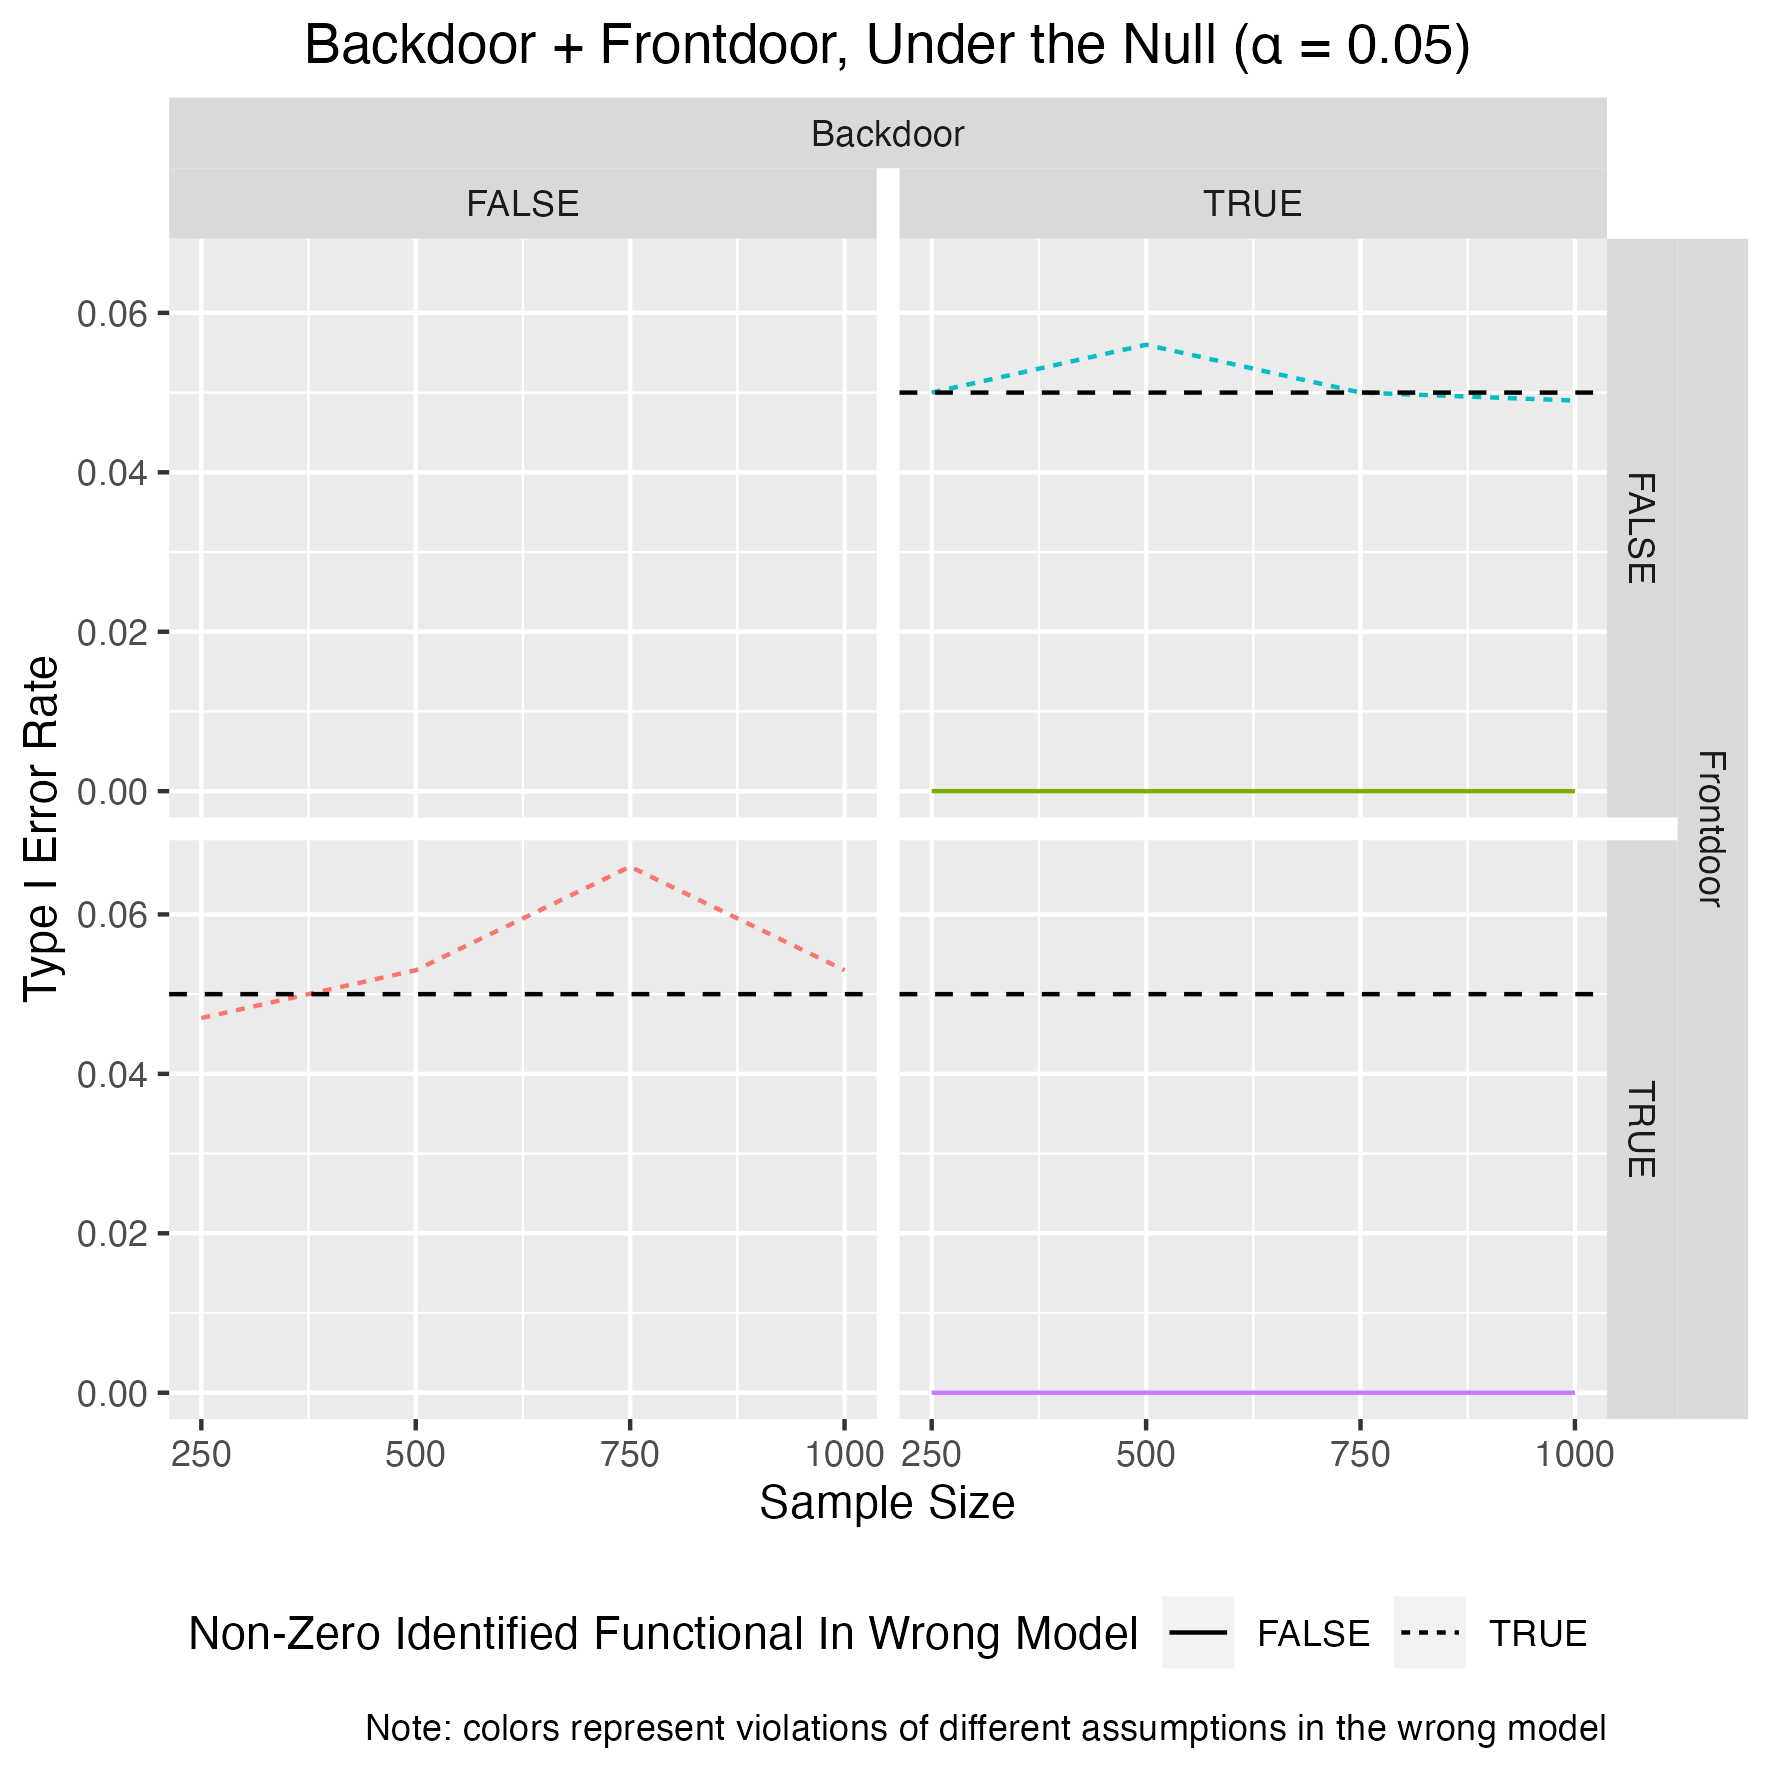 Backdoor + Frontdoor, Under the Null (α = 0.05)
Backdoor
FALSE TRUE
0.06
0.04
0.02
0.00
FALSE
Frontdoor
Type I Error Rate
0.06
0.04
0.02
0.00
TRUE
250 500 750 1000 250 500 750 1000
Sample Size
Non-Zero Identified Functional In Wrong Model FALSE TRUE
Note: colors represent violations of different assumptions in the wrong model